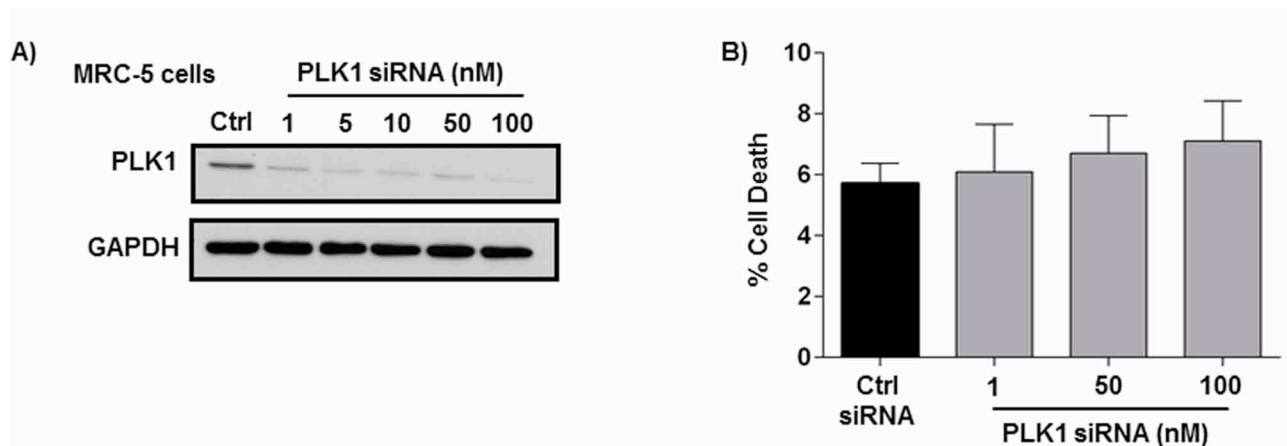 A)
MRC-5 cells
PLK1 siRNA (nM)
Ctrl 1 5 10 50 100
PLK1
GAPDH
B)
10
8
6
4
2
0
% Cell Death
Ctrl siRNA
1 50 100
PLK1 siRNA (nM)